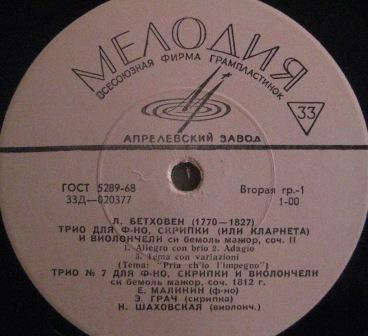 МЕЛОДИЯ
ВСЕСОЮЗНАЯ ФИРМА ГРАМПЛАСТИНОК
33
АПРЕЛЕВСКИЙ ЗАВОД
ГОСТ 5289-68
33Д—020377
Вторая гр.-1
1-00
Л. БЕТХОВЕН (1770—1827)
ТРИО ДЛЯ Ф-НО, СКРИПКИ (ИЛИ КЛАРНЕТА)
И ВИОЛОНЧЕЛИ си бемоль мажор, соч. II
1. Allegro con brio 2. Adagio
3. Тема con variazioni
(Тема: "Pria ch'io l'impegno")
ТРИО № 7 ДЛЯ Ф-НО, СКРИПКИ И ВИОЛОНЧЕЛИ
си бемоль мажор, соч. 1812 г.
Е. МАЛИНИН (ф-но)
Э. ГРАЧ (скрипка)
Н. ШАХОВСКАЯ (виолонч.)